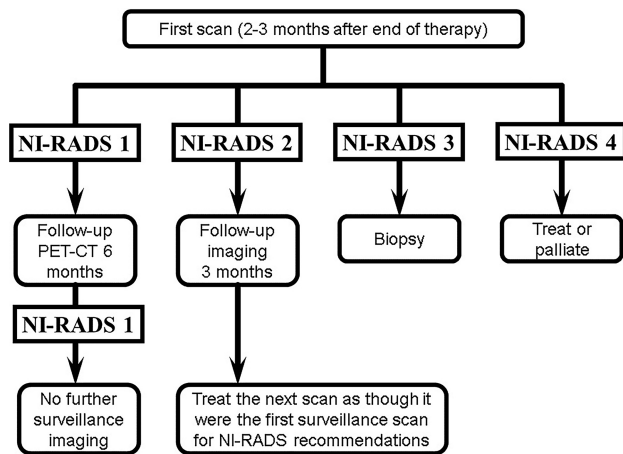 First scan (2-3 months after end of therapy)
NI-RADS 1
NI-RADS 2
NI-RADS 3
NI-RADS 4
Follow-up
PET-CT 6
months
Follow-up
imaging
3 months
Biopsy
Treat or
palliate
NI-RADS 1
No further
surveillance
imaging
Treat the next scan as though it
were the first surveillance scan
for NI-RADS recommendations